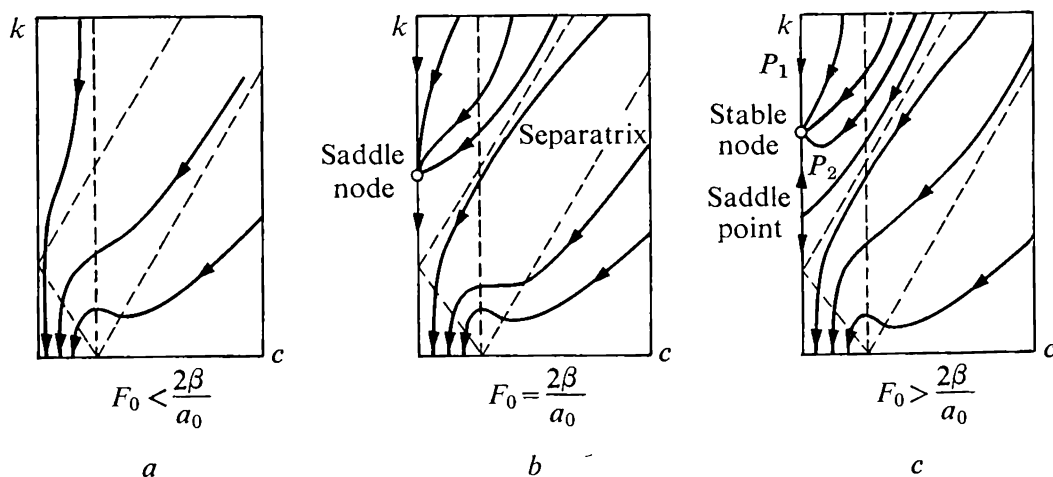 k
c
F₀ < 2β/a₀
a
k
Saddle
node
Separatrix
c
F₀ = 2β/a₀
b
k
P₁
Stable
node
P₂
Saddle
point
c
F₀ > 2β/a₀
c